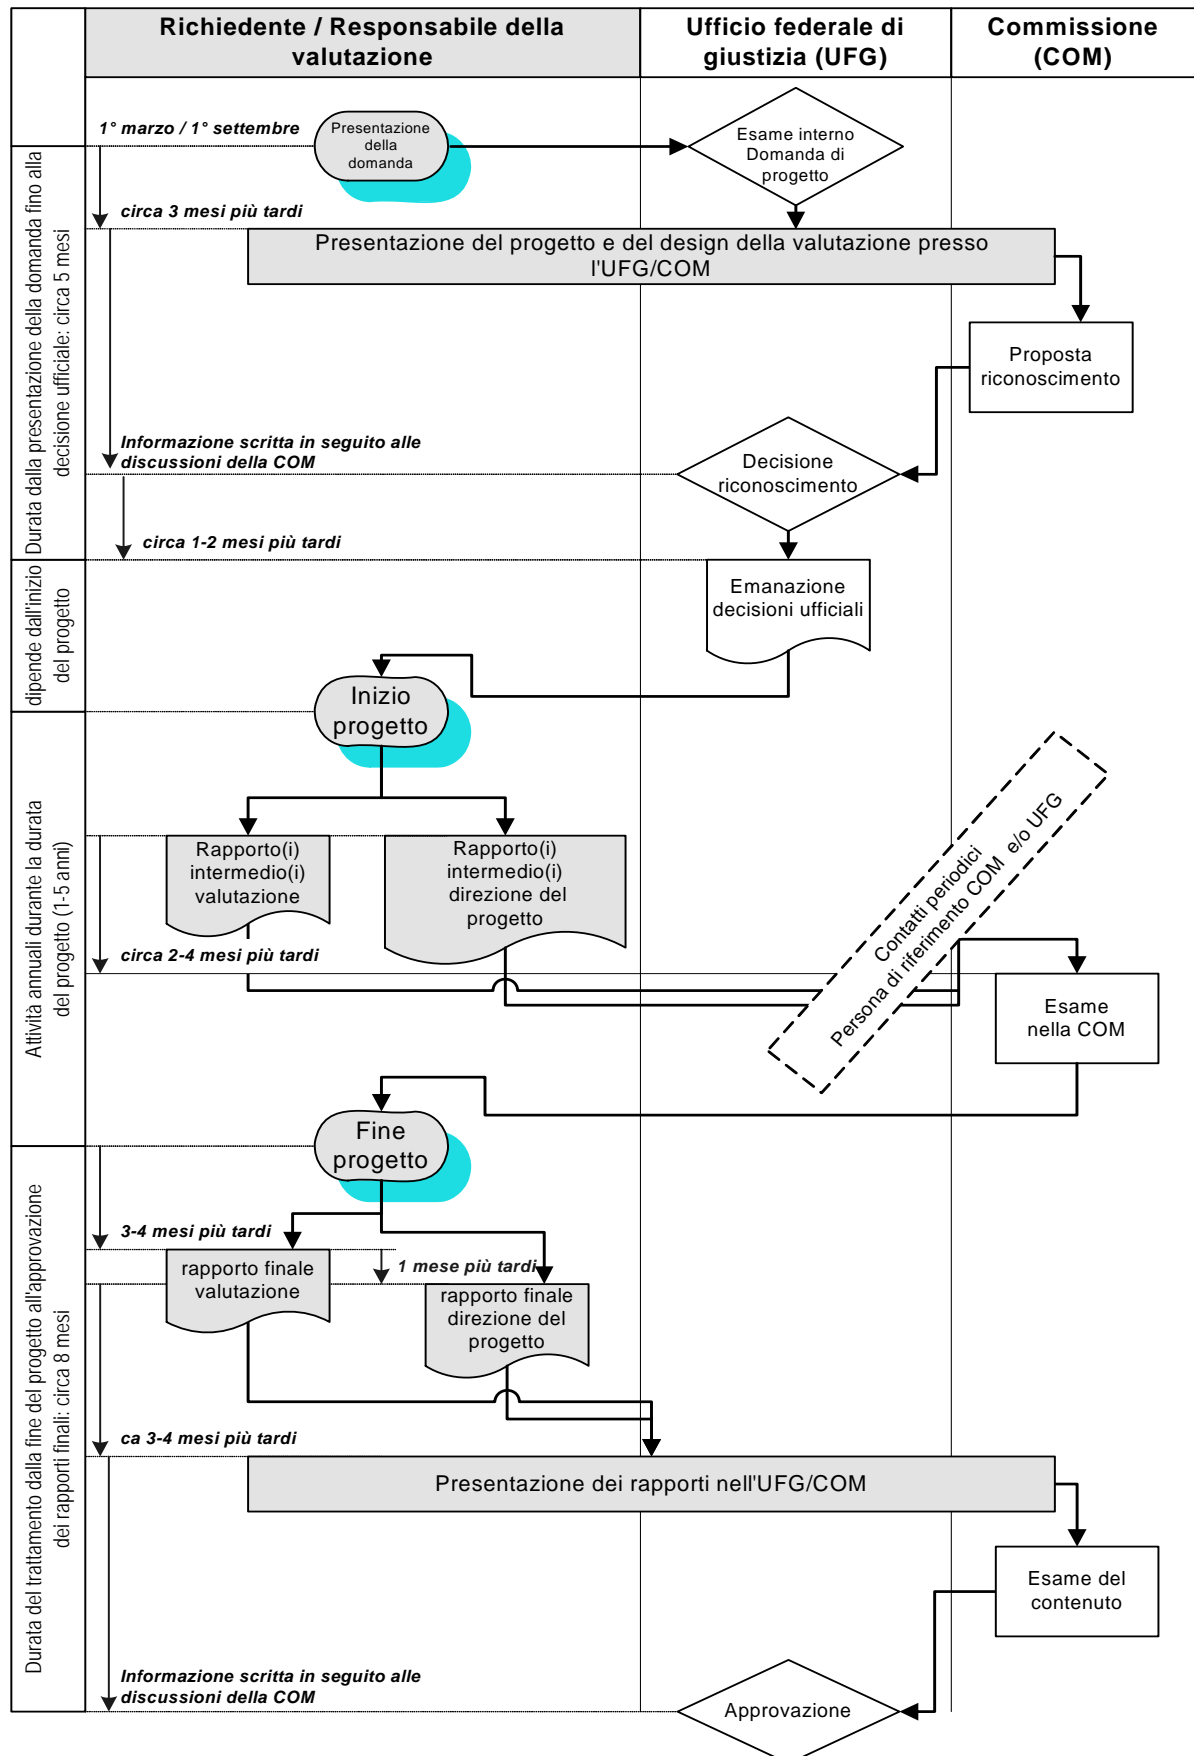 Richiedente / Responsabile della
valutazione
Ufficio federale di
giustizia (UFG)
Commissione
(COM)
1° marzo / 1° settembre
Presentazione
della
domanda
Esame interno
Domanda di
progetto
circa 3 mesi più tardi
Presentazione del progetto e del design della valutazione presso
l'UFG/COM
Proposta
riconoscimento
Durata dalla presentazione della domanda fino alla
decisione ufficiale: circa 5 mesi
Informazione scritta in seguito alle
discussioni della COM
Decisione
riconoscimento
circa 1-2 mesi più tardi
Emanazione
decisioni ufficiali
dipende dall'inizio
del progetto
Inizio
progetto
Attività annuali durante la durata
del progetto (1-5 anni)
Rapporto(i)
intermedio(i)
valutazione
Rapporto(i)
intermedio(i)
direzione del
progetto
Contatti periodici
Persona di riferimento COM e/o UFG
circa 2-4 mesi più tardi
Esame
nella COM
Fine
progetto
Durata del trattamento dalla fine del progetto all'approvazione
dei rapporti finali: circa 8 mesi
3-4 mesi più tardi
rapporto finale
valutazione
1 mese più tardi
rapporto finale
direzione del
progetto
ca 3-4 mesi più tardi
Presentazione dei rapporti nell'UFG/COM
Esame del
contenuto
Informazione scritta in seguito alle
discussioni della COM
Approvazione